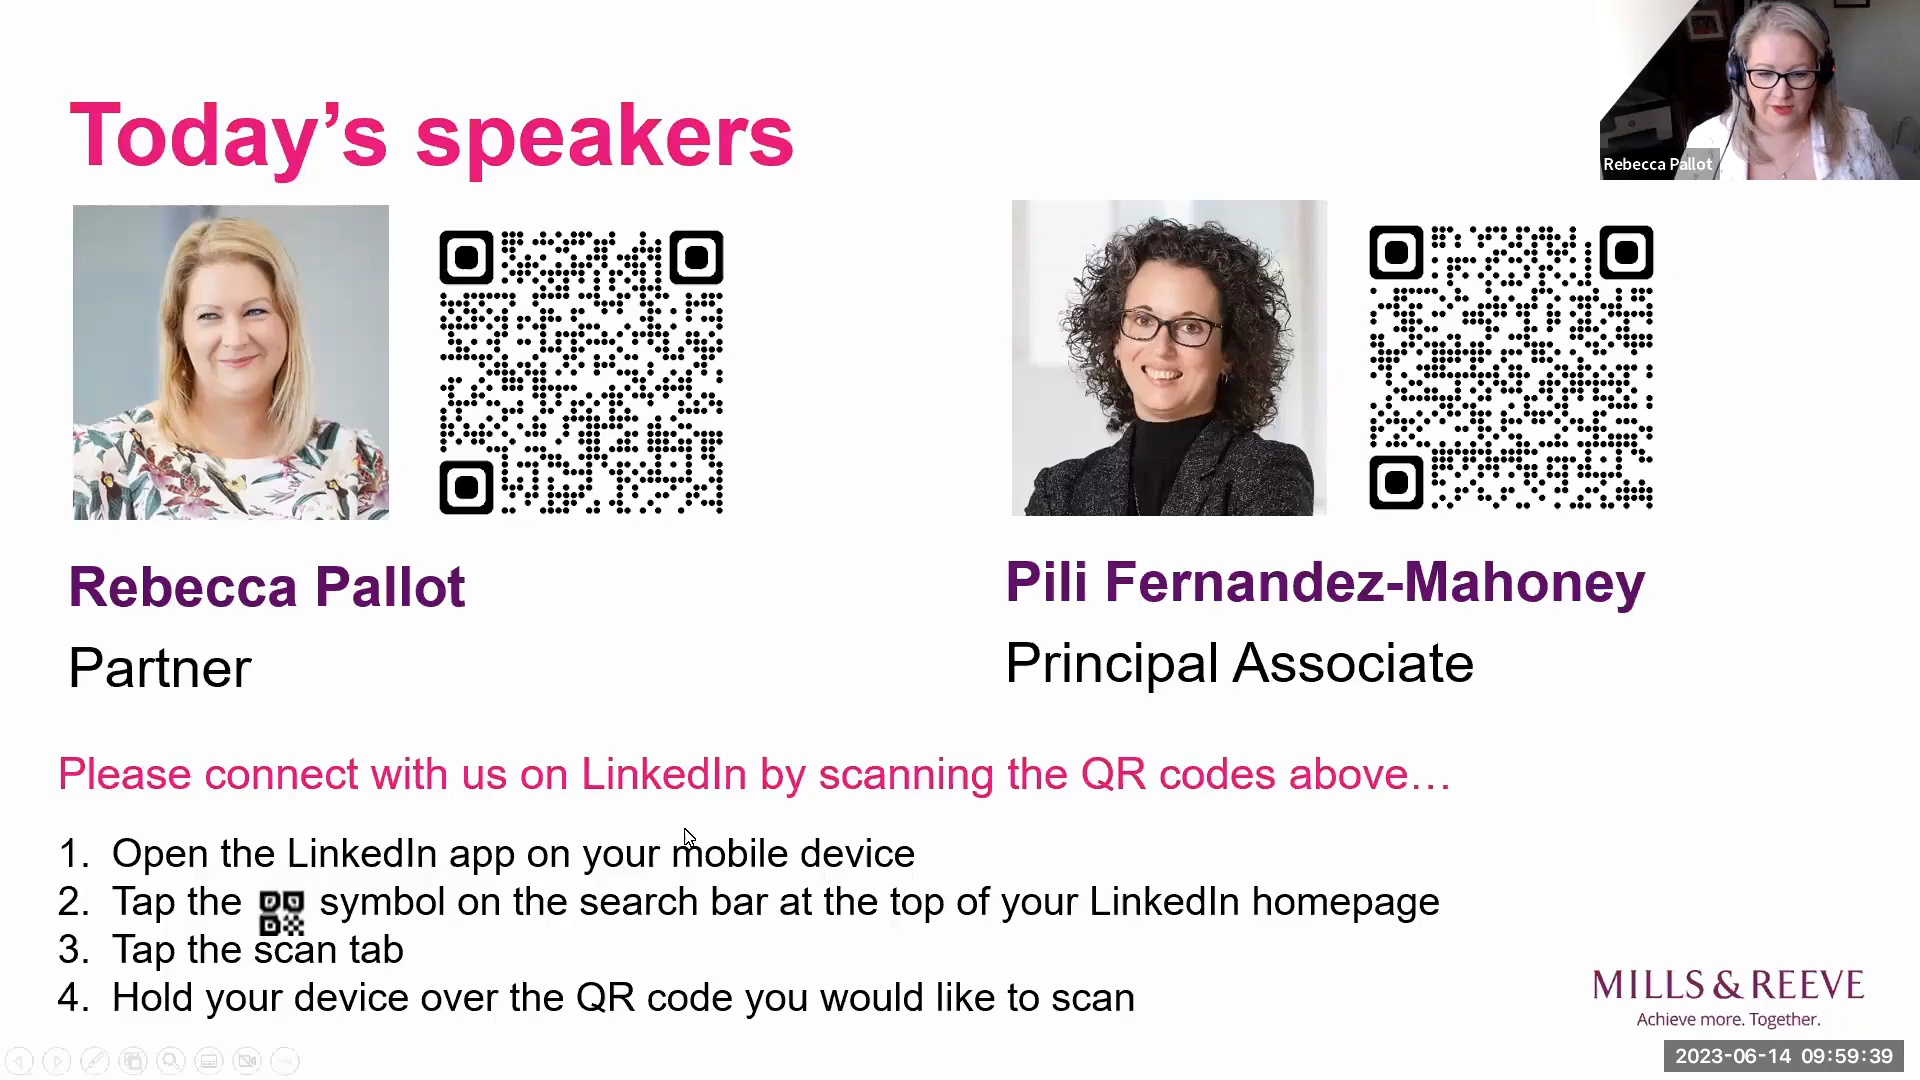 Today’s speakers
Rebecca Pallot
Rebecca Pallot
Partner
Pili Fernandez-Mahoney
Principal Associate
Please connect with us on LinkedIn by scanning the QR codes above…
1. Open the LinkedIn app on your mobile device
2. Tap the symbol on the search bar at the top of your LinkedIn homepage
3. Tap the scan tab
4. Hold your device over the QR code you would like to scan
MILLS & REEVE
Achieve more. Together.
2023-06-14 09:59:39